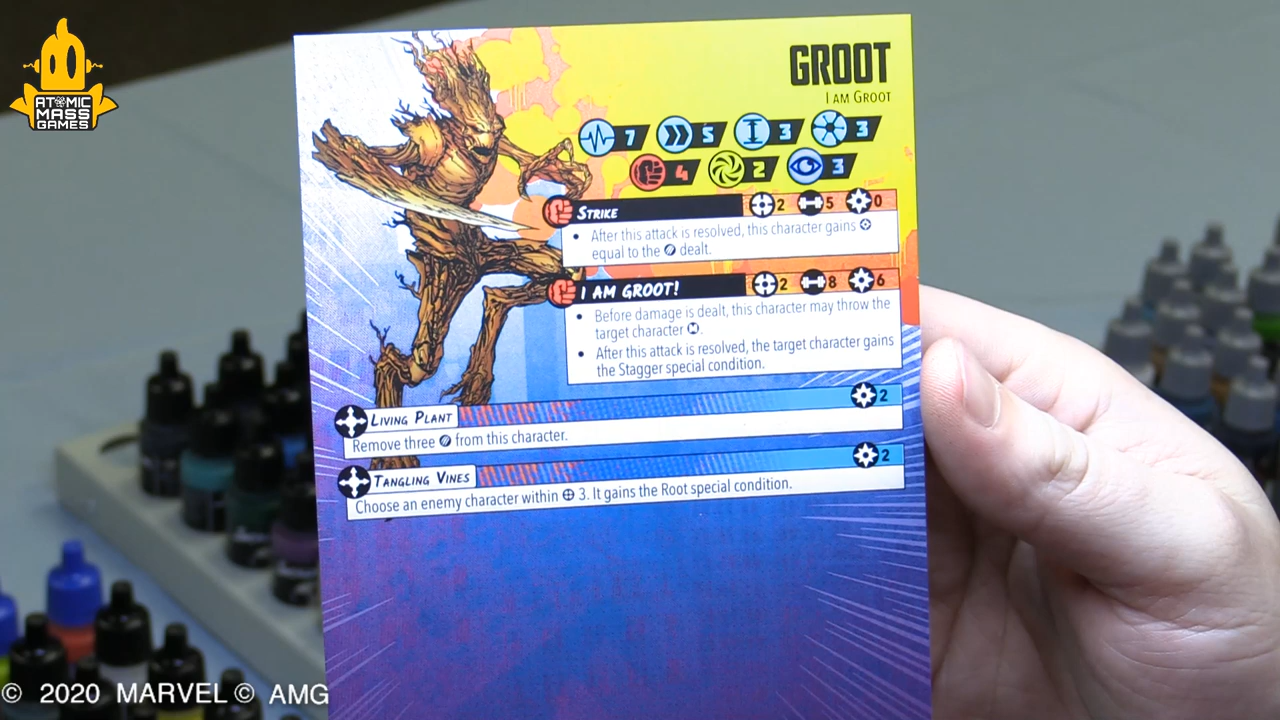 ATOMIC
MASS
GAMES
GROOT
I AM GROOT
7 5 3 3
4 2 3
STRIKE 2 5 0
• After this attack is resolved, this character gains
equal to the dealt.
I AM GROOT! 2 8 6
• Before damage is dealt, this character may throw the
target character M.
• After this attack is resolved, the target character gains
the Stagger special condition.
LIVING PLANT 2
Remove three from this character.
TANGLING VINES 2
Choose an enemy character within 3. It gains the Root special condition.
© 2020 MARVEL © AMG